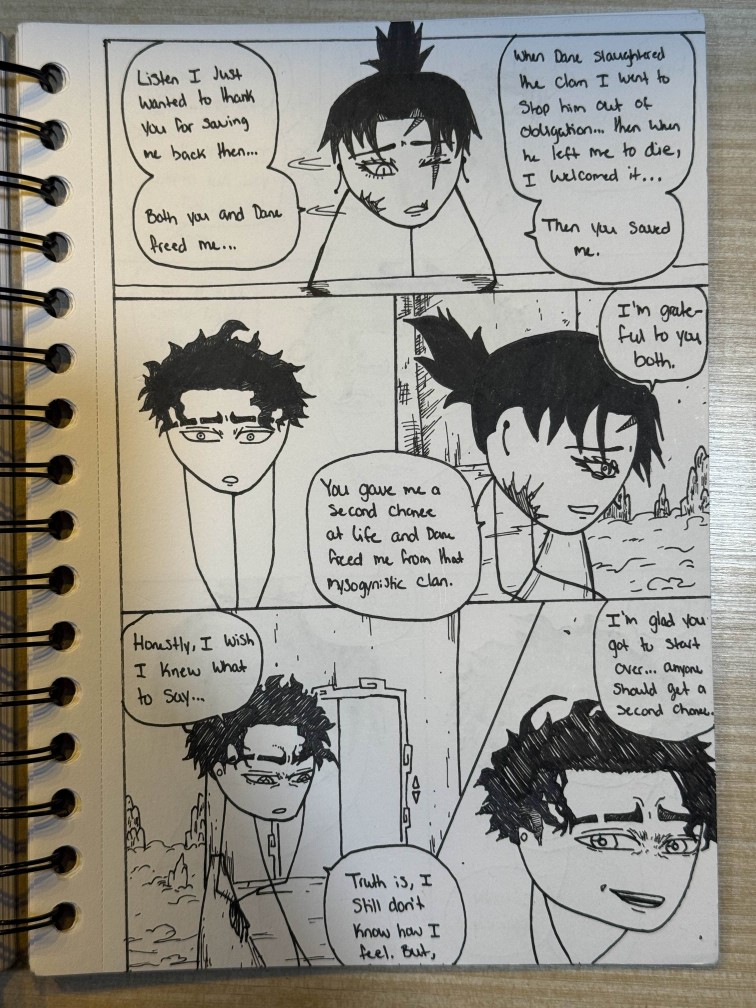 Listen I Just
wanted to thank
you for saving
me back then...
Both you and Dane
freed me...
When Dane slaughtered
the clan I went to
stop him out of
obligation... then when
he left me to die,
I welcomed it...
Then you saved
me.
I'm grate-
ful to you
both.
You gave me a
second chance
at life and Dane
freed me from that
mysogynistic clan.
Honestly, I wish
I knew what
to say...
Truth is, I
still don't
know how I
feel. But,
I'm glad you
got to start
over... anyone
should get a
second chance.